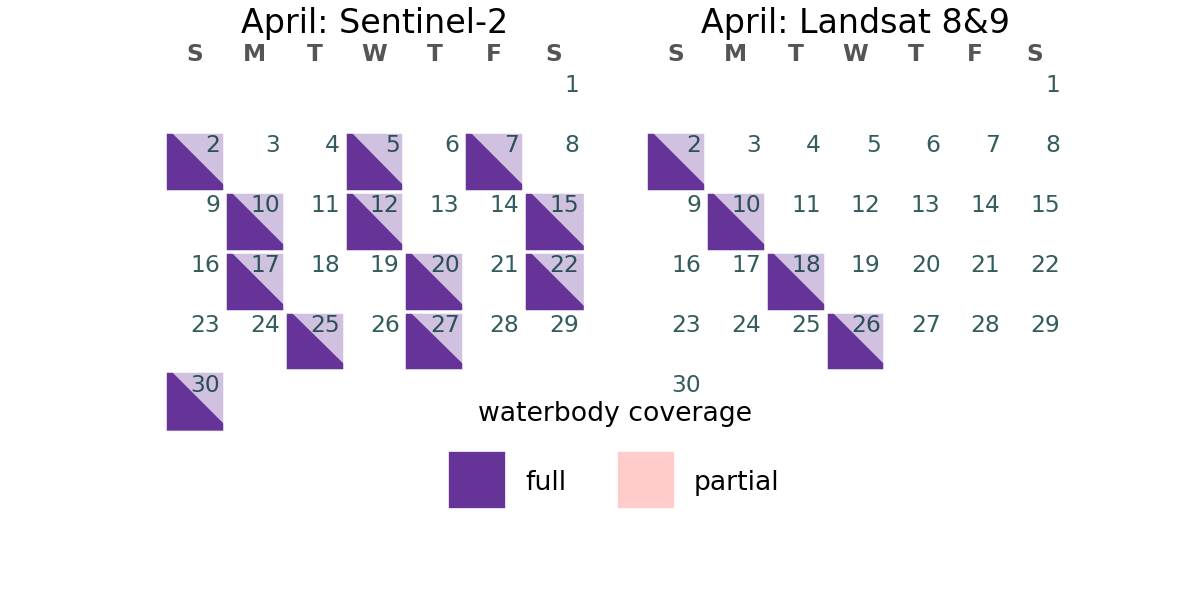 April: Sentinel-2
S M T W T F S
1
2 3 4 5 6 7 8
9 10 11 12 13 14 15
16 17 18 19 20 21 22
23 24 25 26 27 28 29
30
April: Landsat 8&9
S M T W T F S
1
2 3 4 5 6 7 8
9 10 11 12 13 14 15
16 17 18 19 20 21 22
23 24 25 26 27 28 29
30
waterbody coverage
full partial